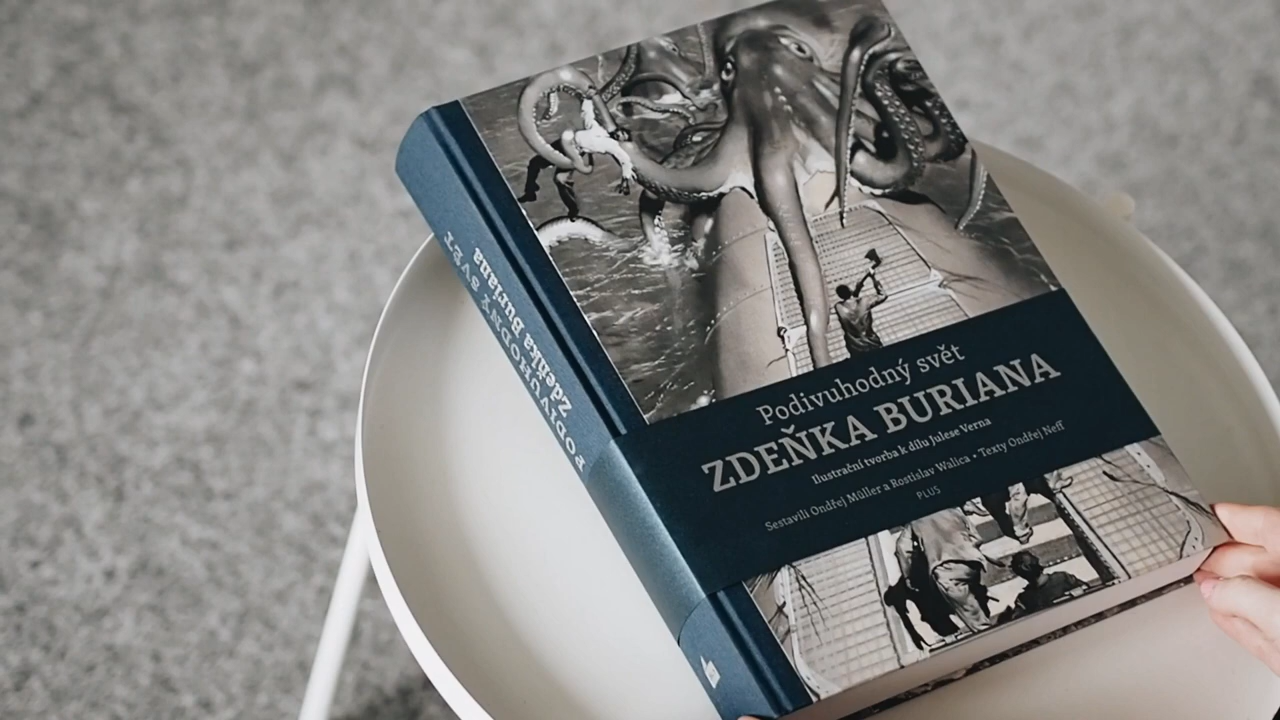 Podivuhodný svět
ZDEŇKA BURIANA
Ilustrační tvorba k dílu Julese Verna
Sestavili Ondřej Müller a Rostislav Walica • Texty Ondřej Neff
PLUS
PODIVUHODNÝ SVĚT
Zdeňka Buriana